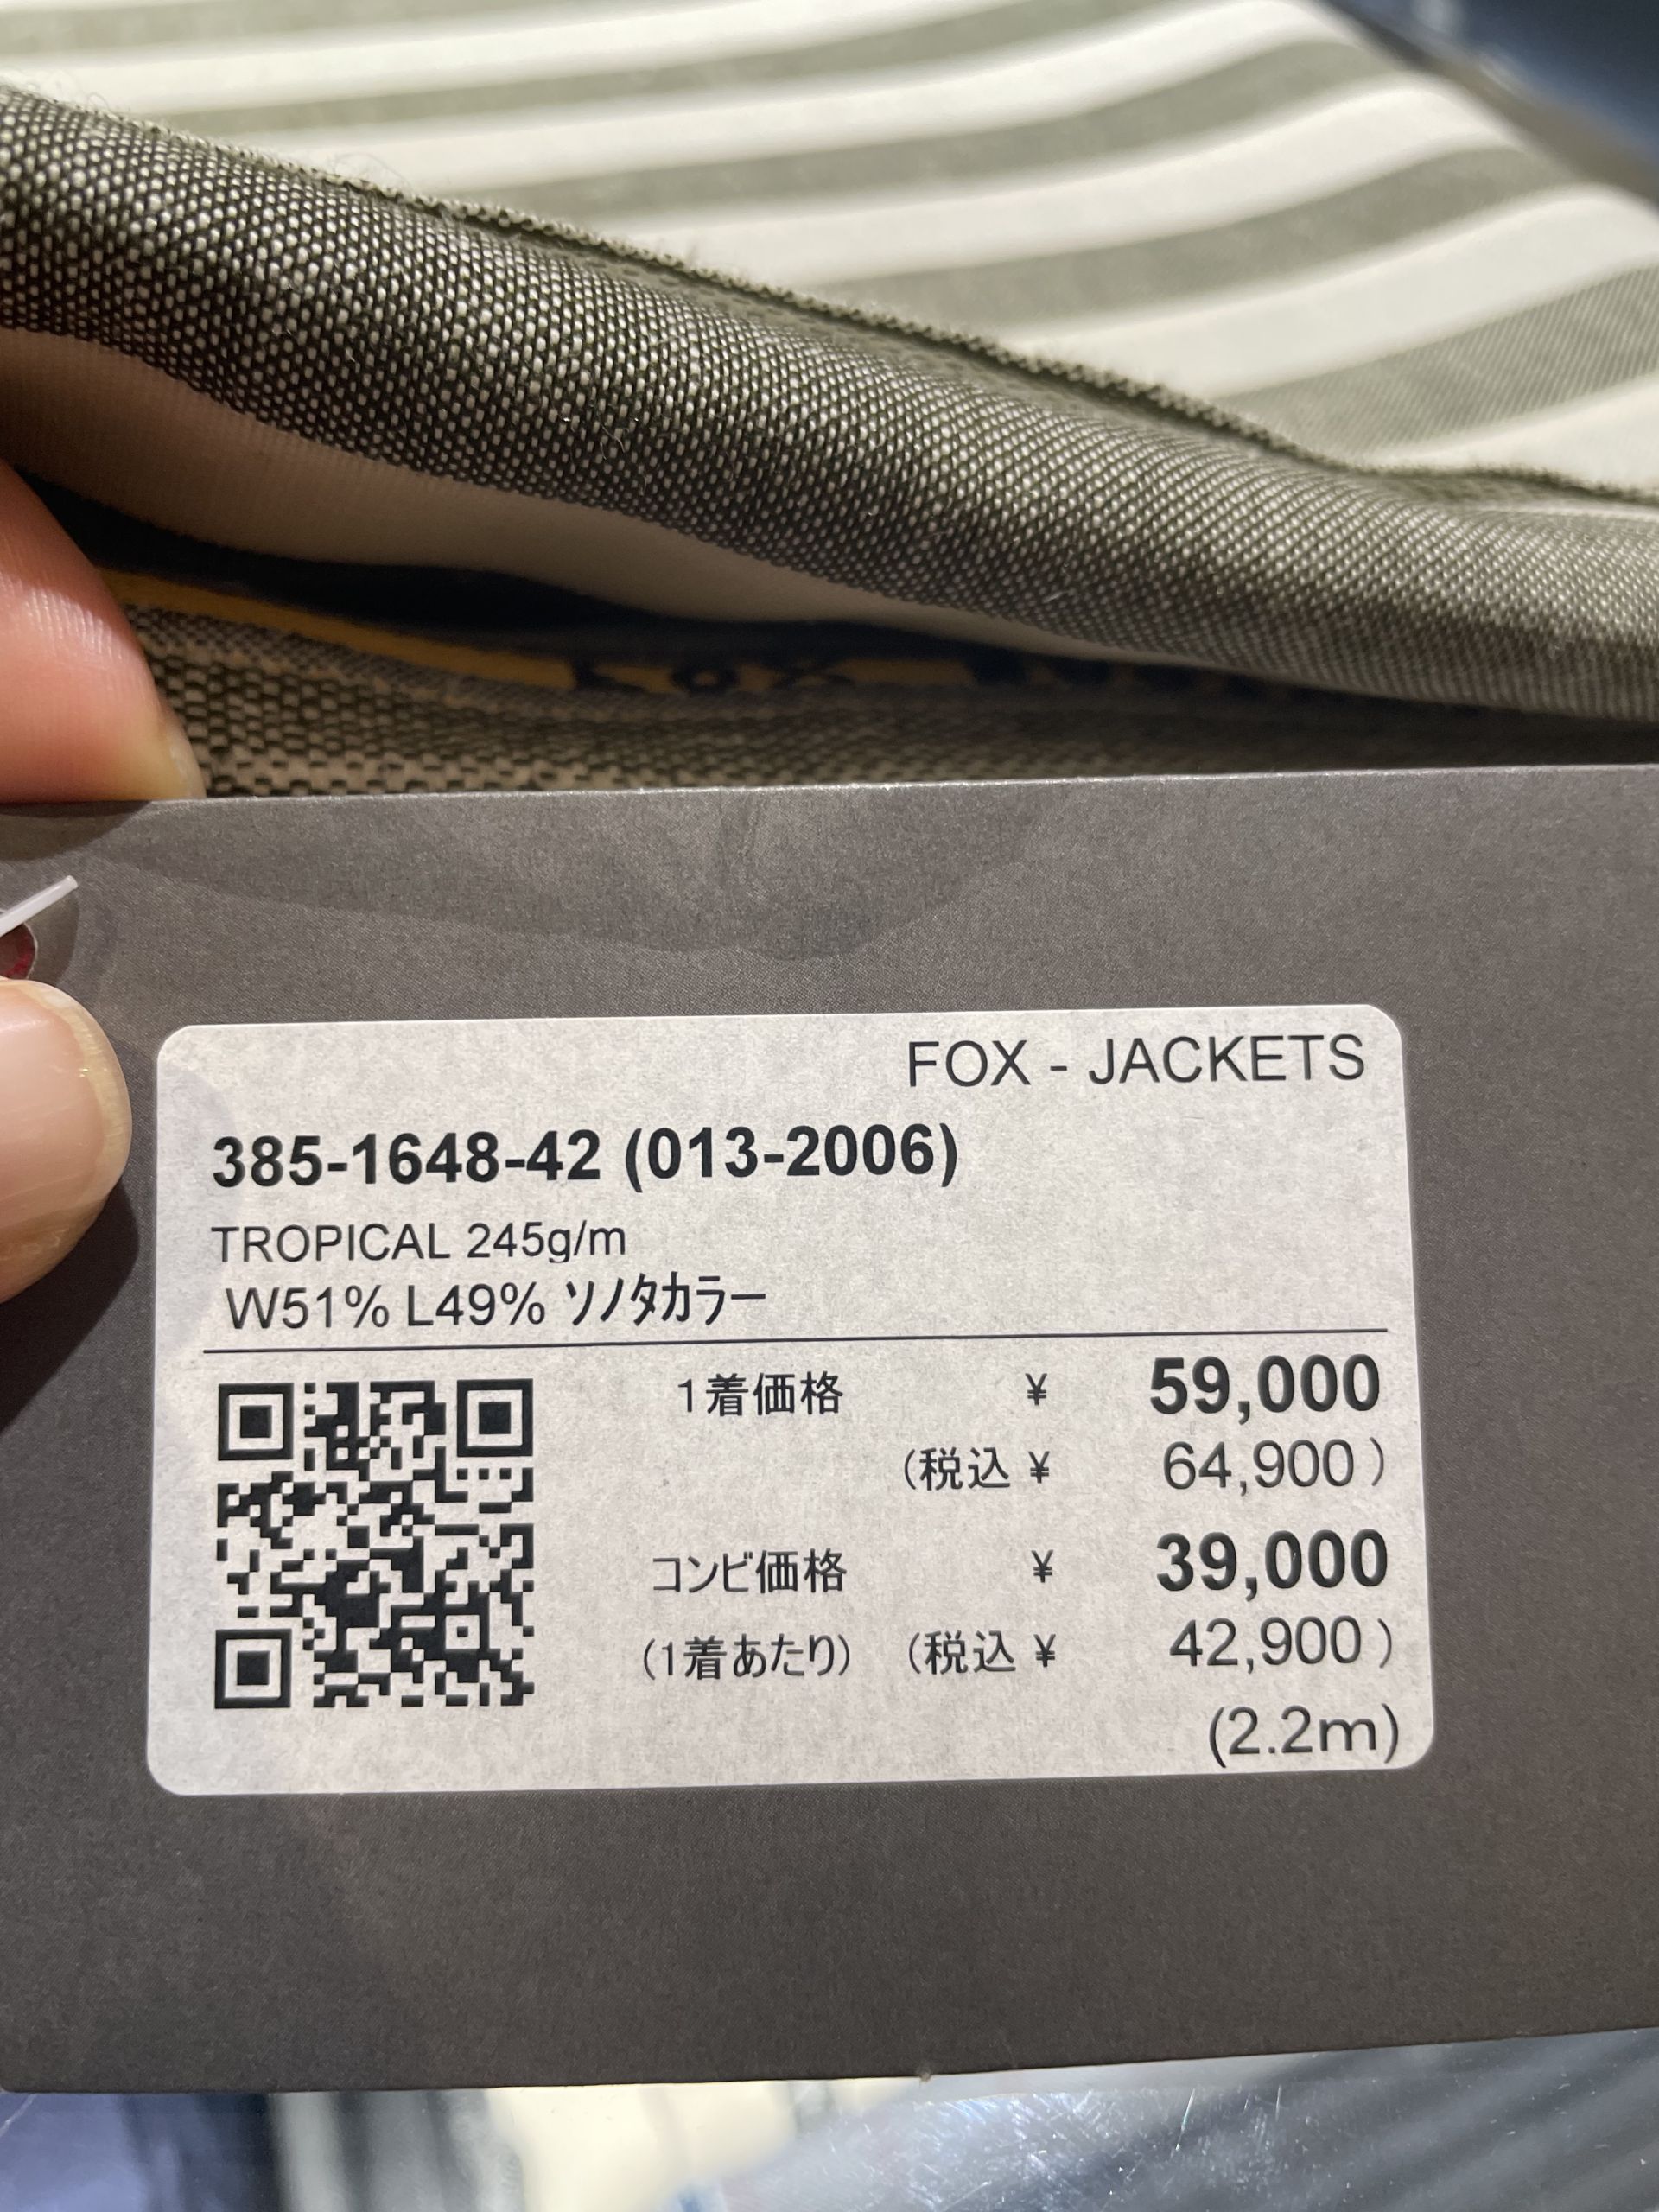 Fox
FOX - JACKETS
385-1648-42 (013-2006)
TROPICAL 245g/m
W51% L49% ソノタカラー
1着価格 ¥ 59,000
(税込 ¥ 64,900 )
コンビ価格 ¥ 39,000
(1着あたり) (税込 ¥ 42,900 )
(2.2m)